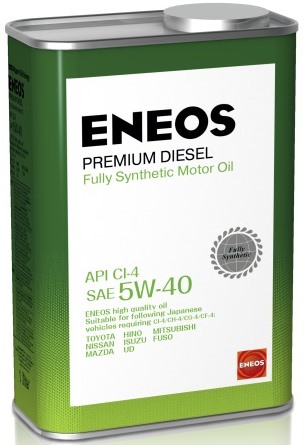 ENEOS
PREMIUM DIESEL
Fully Synthetic Motor Oil
Fully
Synthetic
API CI-4
SAE 5W-40
ENEOS high quality oil
Suitable for following Japanese
vehicles requiring CI-4/CH-4/CG-4/CF-4:
TOYOTA HINO MITSUBISHI
NISSAN ISUZU FUSO
MAZDA UD
ENEOS